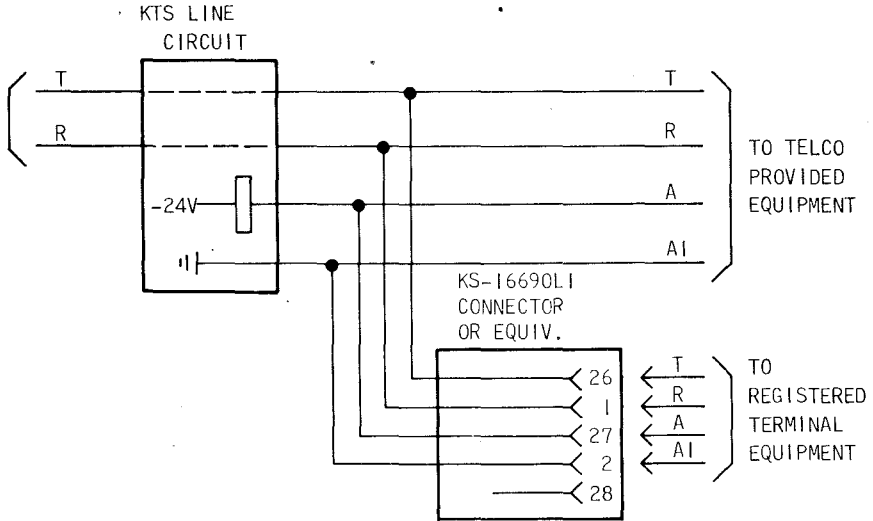 KTS LINE
CIRCUIT
T
T
R
R
TO TELCO
PROVIDED
EQUIPMENT
-24V
A
A1
KS-16690L1
CONNECTOR
OR EQUIV.
26
T
1
R
27
A
2
A1
28
TO
REGISTERED
TERMINAL
EQUIPMENT